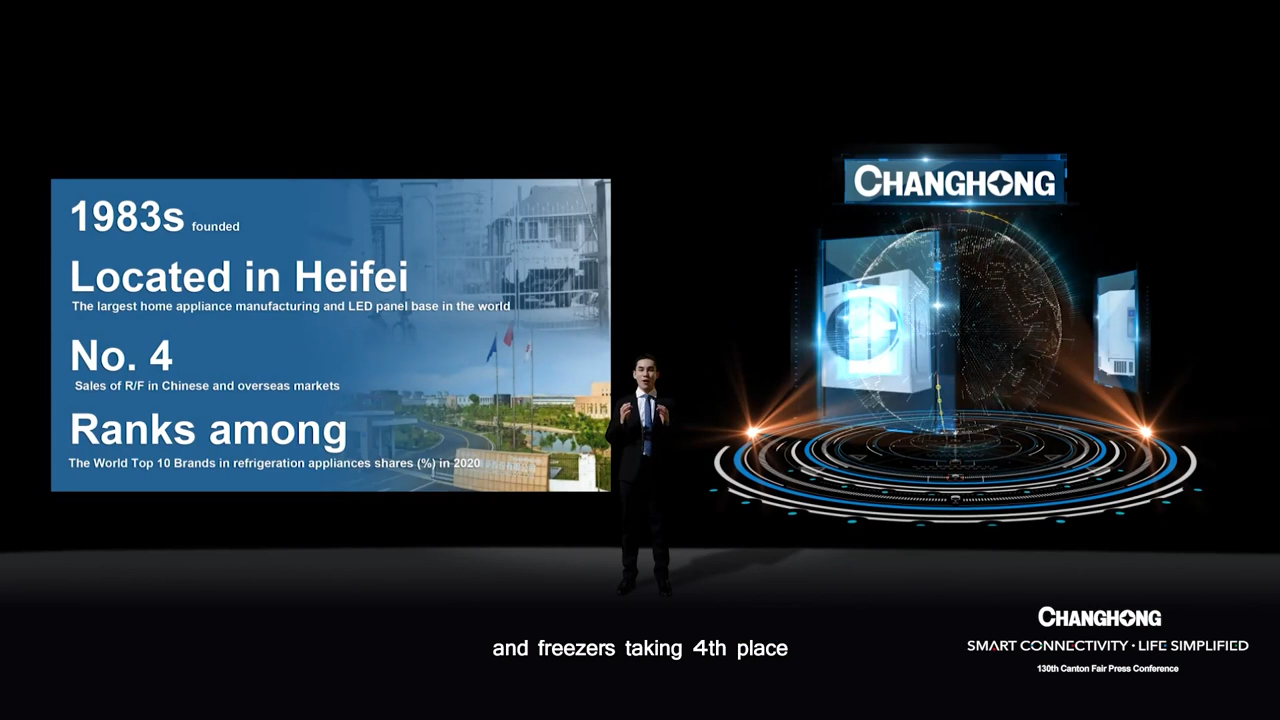 1983s founded
Located in Heifei
The largest home appliance manufacturing and LED panel base in the world
No. 4
Sales of R/F in Chinese and overseas markets
Ranks among
The World Top 10 Brands in refrigeration appliances shares (%) in 2020
CHANGHONG
and freezers taking 4th place
CHANGHONG
SMART CONNECTIVITY · LIFE SIMPLIFIED
130th Canton Fair Press Conference